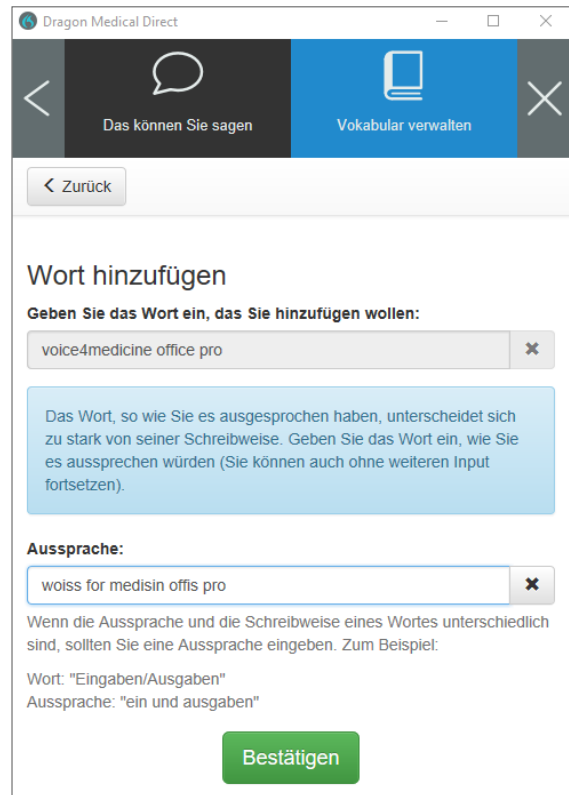 Dragon Medical Direct
Das können Sie sagen
Vokabular verwalten
Zurück
Wort hinzufügen
Geben Sie das Wort ein, das Sie hinzufügen wollen:
voice4medicine office pro
Das Wort, so wie Sie es ausgesprochen haben, unterscheidet sich
zu stark von seiner Schreibweise. Geben Sie das Wort ein, wie Sie
es aussprechen würden (Sie können auch ohne weiteren Input
fortsetzen).
Aussprache:
woiss for medisin offis pro
Wenn die Aussprache und die Schreibweise eines Wortes unterschiedlich
sind, sollten Sie eine Aussprache eingeben. Zum Beispiel:
Wort: "Eingaben/Ausgaben"
Aussprache: "ein und ausgaben"
Bestätigen